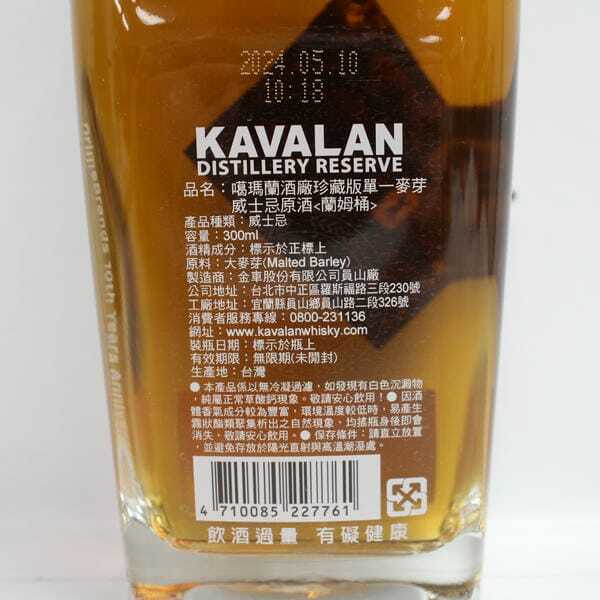 2024.05.10
10:18
KAVALAN
DISTILLERY RESERVE
品名：噶瑪蘭酒廠珍藏版單一麥芽
威士忌原酒<蘭姆桶>
產品種類：威士忌
容量：300ml
酒精成分：標示於正標上
原料：大麥芽(Malted Barley)
製造商：金車股份有限公司員山廠
公司地址：台北市中正區羅斯福路三段230號
工廠地址：宜蘭縣員山鄉員山路二段326號
消費者服務專線：0800-231136
網址：www.kavalanwhisky.com
裝瓶日期：標示於瓶上
有效期限：無限期(未開封)
生產地：台灣
● 本產品係以無冷凝過濾，如發現有白色沉澱物，
純屬正常草酸鈣現象。敬請安心飲用！● 因酒
體香氣成分較為豐富，環境溫度較低時，易產生
霧狀酯類聚集析出之自然現象，均搖瓶身後即會
消失，敬請安心飲用。● 保存條件：請直立放置
，並避免存放於陽光直射與高溫潮濕處。
4 710085 227761
飲酒過量 有礙健康
primebrands 10th Years Anniv